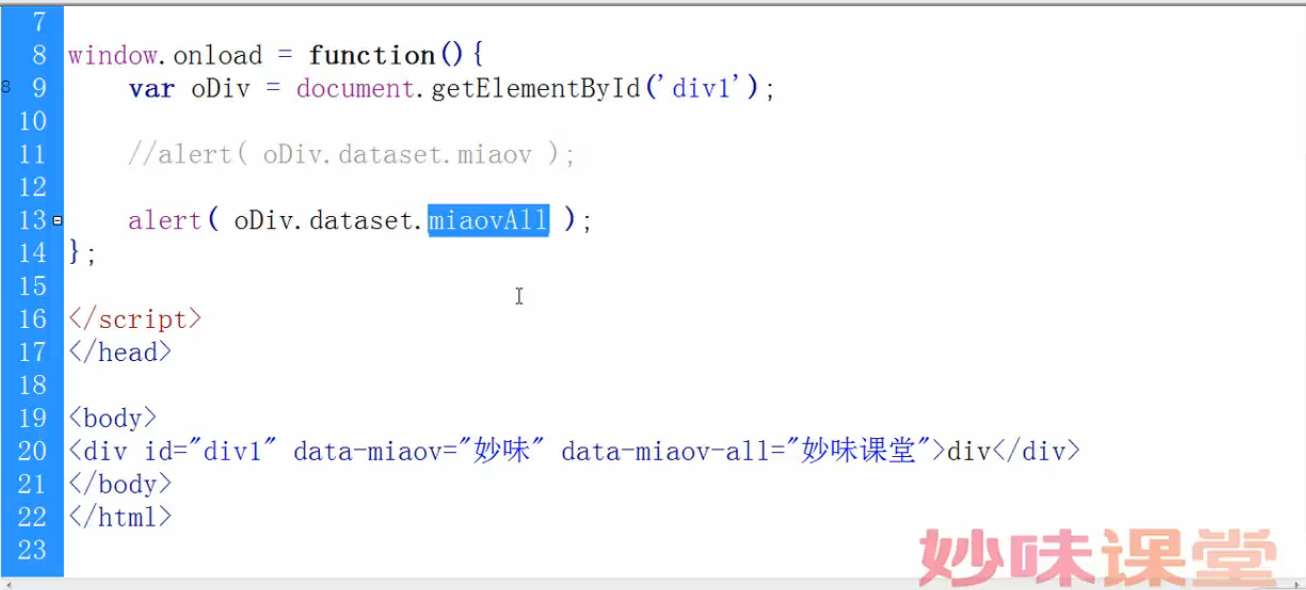 7
8 window.onload = function(){
8 9 var oDiv = document.getElementById('div1');
10
11 //alert( oDiv.dataset.miaov );
12
13 alert( oDiv.dataset.miaovAll );
14 };
15
16 </script>
17 </head>
18
19 <body>
20 <div id="div1" data-miaov="妙味" data-miaov-all="妙味课堂">div</div>
21 </body>
22 </html>
23
妙味课堂